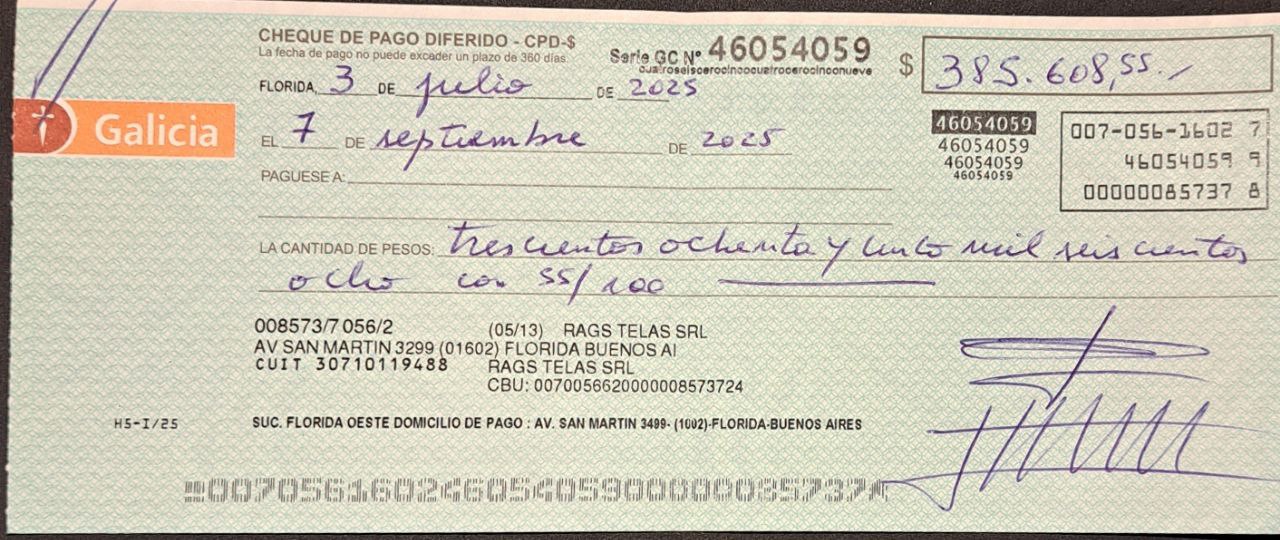 CHEQUE DE PAGO DIFERIDO - CPD-$
La fecha de pago no puede exceder un plazo de 360 días.
Serie GC Nº 46054059
cuatroseiscerocincocuatrocerocinconueve
$ 385.608,55.-
FLORIDA, 3 DE julio DE 2025
Galicia
EL 7 DE septiembre DE 2025
46054059
46054059
46054059
46054059
007-056-1602 7
46054059 9
00000085737 8
PAGUESE A:
LA CANTIDAD DE PESOS: trescientos ochenta y cinco mil seiscientos
ocho con 55/100
008573/7 056/2 (05/13) RAGS TELAS SRL
AV SAN MARTIN 3299 (01602) FLORIDA BUENOS AI
CUIT 30710119488 RAGS TELAS SRL
CBU: 0070056620000008573724
H5-I/25
SUC. FLORIDA OESTE DOMICILIO DE PAGO : AV. SAN MARTIN 3499- (1602)-FLORIDA-BUENOS AIRES
00705616024605405900000085737